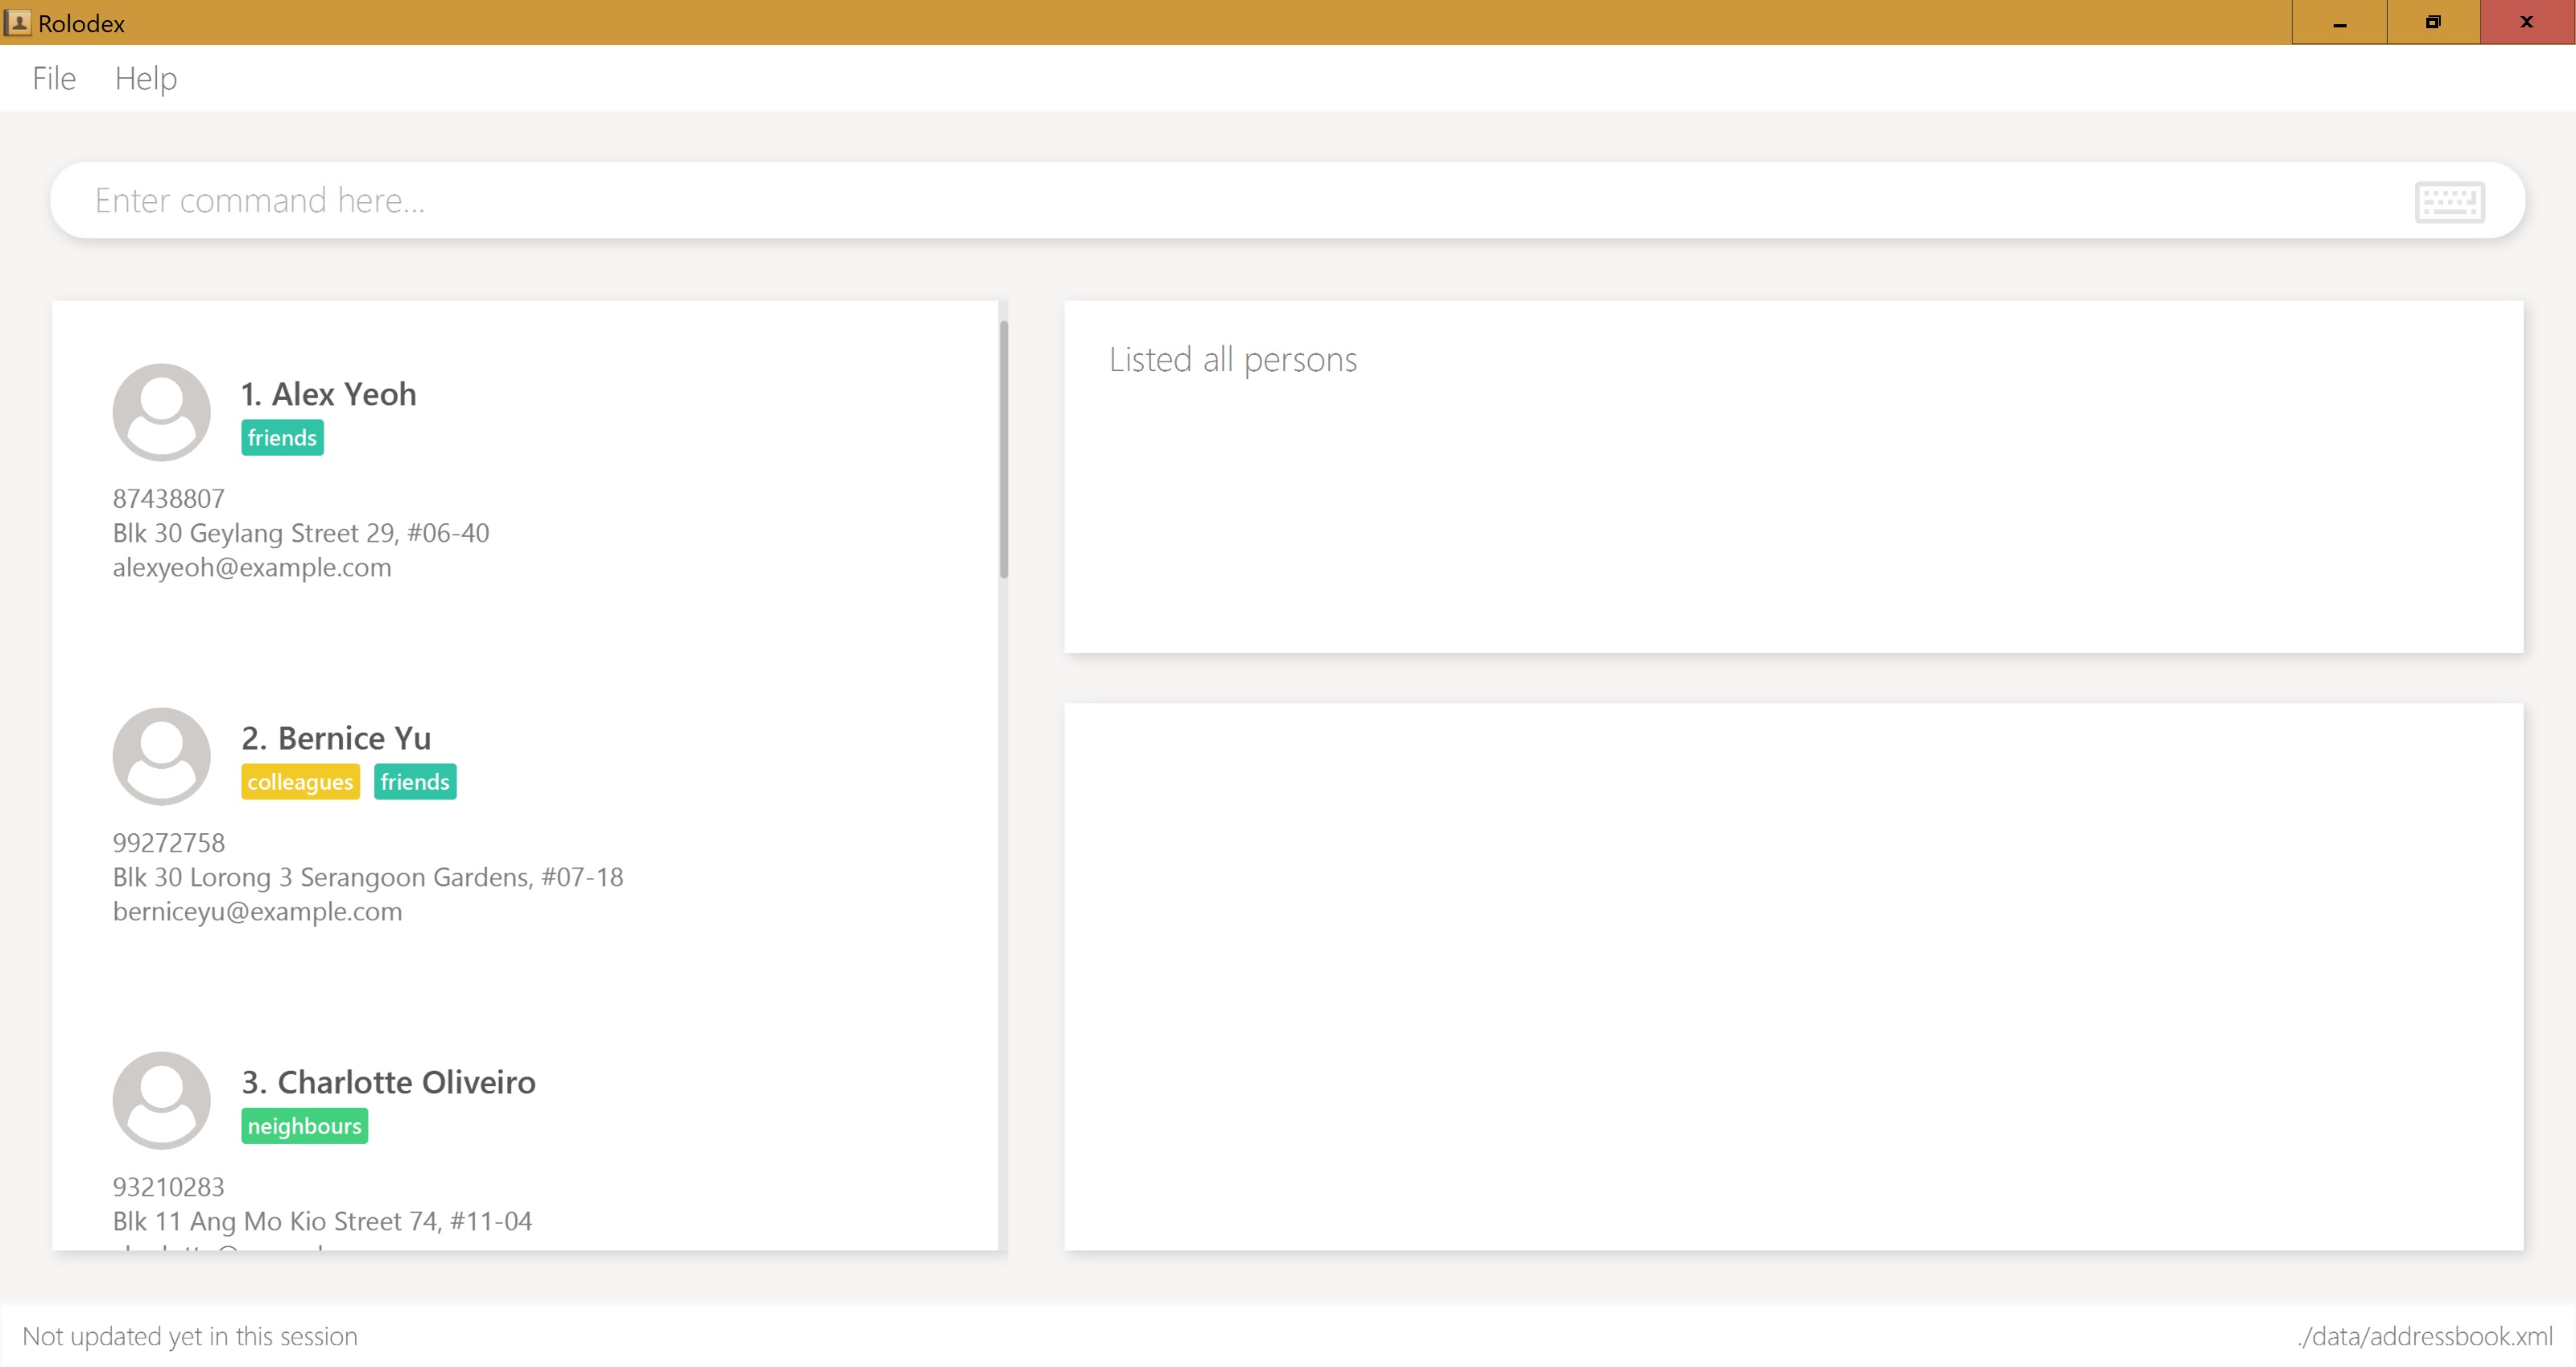 Rolodex
File Help
Enter command here...
1. Alex Yeoh
friends
87438807
Blk 30 Geylang Street 29, #06-40
alexyeoh@example.com
2. Bernice Yu
colleagues friends
99272758
Blk 30 Lorong 3 Serangoon Gardens, #07-18
berniceyu@example.com
3. Charlotte Oliveiro
neighbours
93210283
Blk 11 Ang Mo Kio Street 74, #11-04
Listed all persons
Not updated yet in this session
./data/addressbook.xml